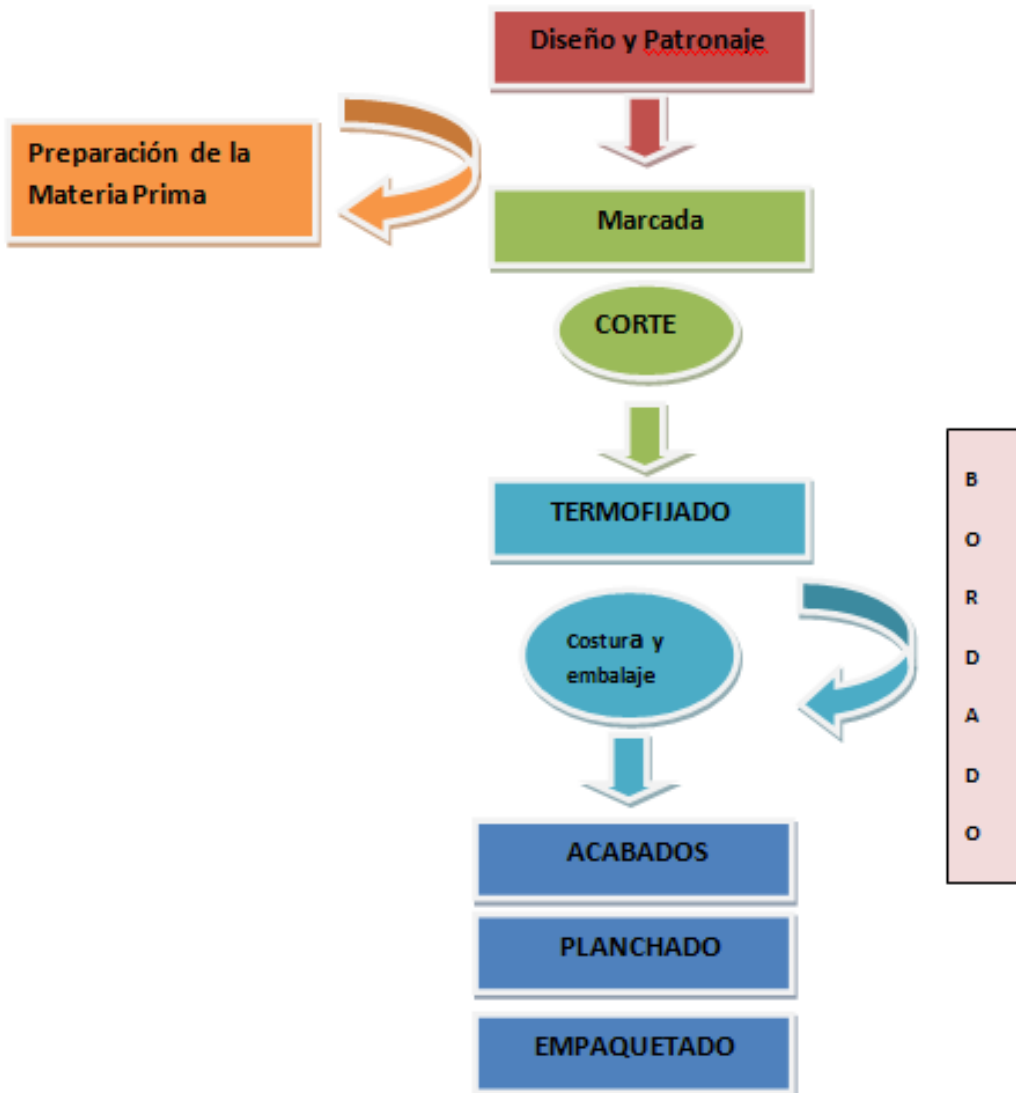 Diseño y Patronaje
Preparación de la
Materia Prima
Marcada
CORTE
TERMOFIJADO
Costura y
embalaje
B
O
R
D
A
D
O
ACABADOS
PLANCHADO
EMPAQUETADO